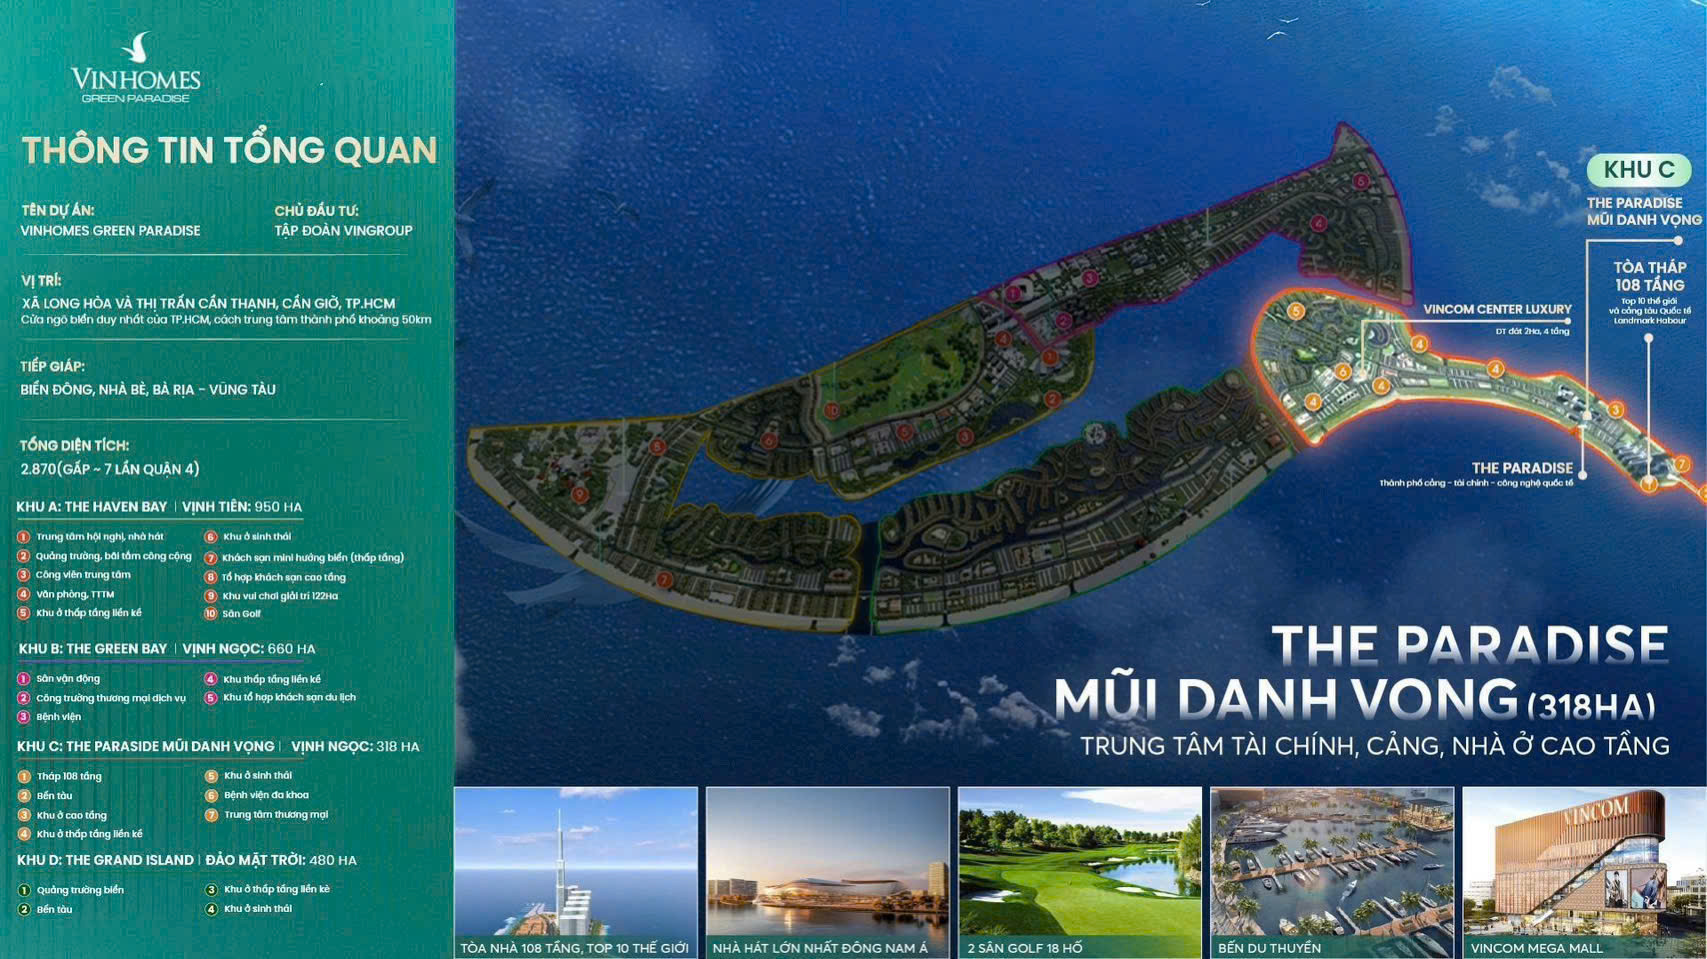 VINHOMES
GREEN PARADISE
THÔNG TIN TỔNG QUAN
TÊN DỰ ÁN:
VINHOMES GREEN PARADISE
CHỦ ĐẦU TƯ:
TẬP ĐOÀN VINGROUP
VỊ TRÍ:
XÃ LONG HÒA VÀ THỊ TRẤN CẦN THẠNH, CẦN GIỜ, TP.HCM
Cửa ngõ biển duy nhất của TP.HCM, cách trung tâm thành phố khoảng 50km
TIẾP GIÁP:
BIỂN ĐÔNG, NHÀ BÈ, BÀ RỊA - VŨNG TÀU
TỔNG DIỆN TÍCH:
2.870(GẤP ~ 7 LẦN QUẬN 4)
KHU A: THE HAVEN BAY | VỊNH TIÊN: 950 HA
1 Trung tâm hội nghị, nhà hát
2 Quảng trường, bãi tắm công cộng
3 Công viên trung tâm
4 Văn phòng, TTTM
5 Khu ở thấp tầng liền kề
6 Khu ở sinh thái
7 Khách sạn mini hướng biển (thấp tầng)
8 Tổ hợp khách sạn cao tầng
9 Khu vui chơi giải trí 122Ha
10 Sân Golf
KHU B: THE GREEN BAY | VỊNH NGỌC: 660 HA
1 Sân vận động
2 Công trường thương mại dịch vụ
3 Bệnh viện
4 Khu thấp tầng liền kề
5 Khu tổ hợp khách sạn du lịch
KHU C: THE PARASIDE MŨI DANH VỌNG | VỊNH NGỌC: 318 HA
1 Tháp 108 tầng
2 Bến tàu
3 Khu ở cao tầng
4 Khu ở thấp tầng liền kề
5 Khu ở sinh thái
6 Bệnh viện đa khoa
7 Trung tâm thương mại
KHU D: THE GRAND ISLAND | ĐẢO MẶT TRỜI: 480 HA
1 Quảng trường biển
2 Bến tàu
3 Khu ở thấp tầng liền kè
4 Khu ở sinh thái
KHU C
THE PARADISE
MŨI DANH VỌNG
TÒA THÁP
108 TẦNG
Top 10 thế giới
và cảng tàu Quốc tế
Landmark Habour
VINCOM CENTER LUXURY
DT đất 2Ha, 4 tầng
THE PARADISE
Thành phố cảng - tài chính - công nghệ quốc tế
THE PARADISE
MŨI DANH VỌNG (318HA)
TRUNG TÂM TÀI CHÍNH, CẢNG, NHÀ Ở CAO TẦNG
VINCOM
TÒA NHÀ 108 TẦNG, TOP 10 THẾ GIỚI
NHÀ HÁT LỚN NHẤT ĐÔNG NAM Á
2 SÂN GOLF 18 HỐ
BẾN DU THUYỀN
VINCOM MEGA MALL